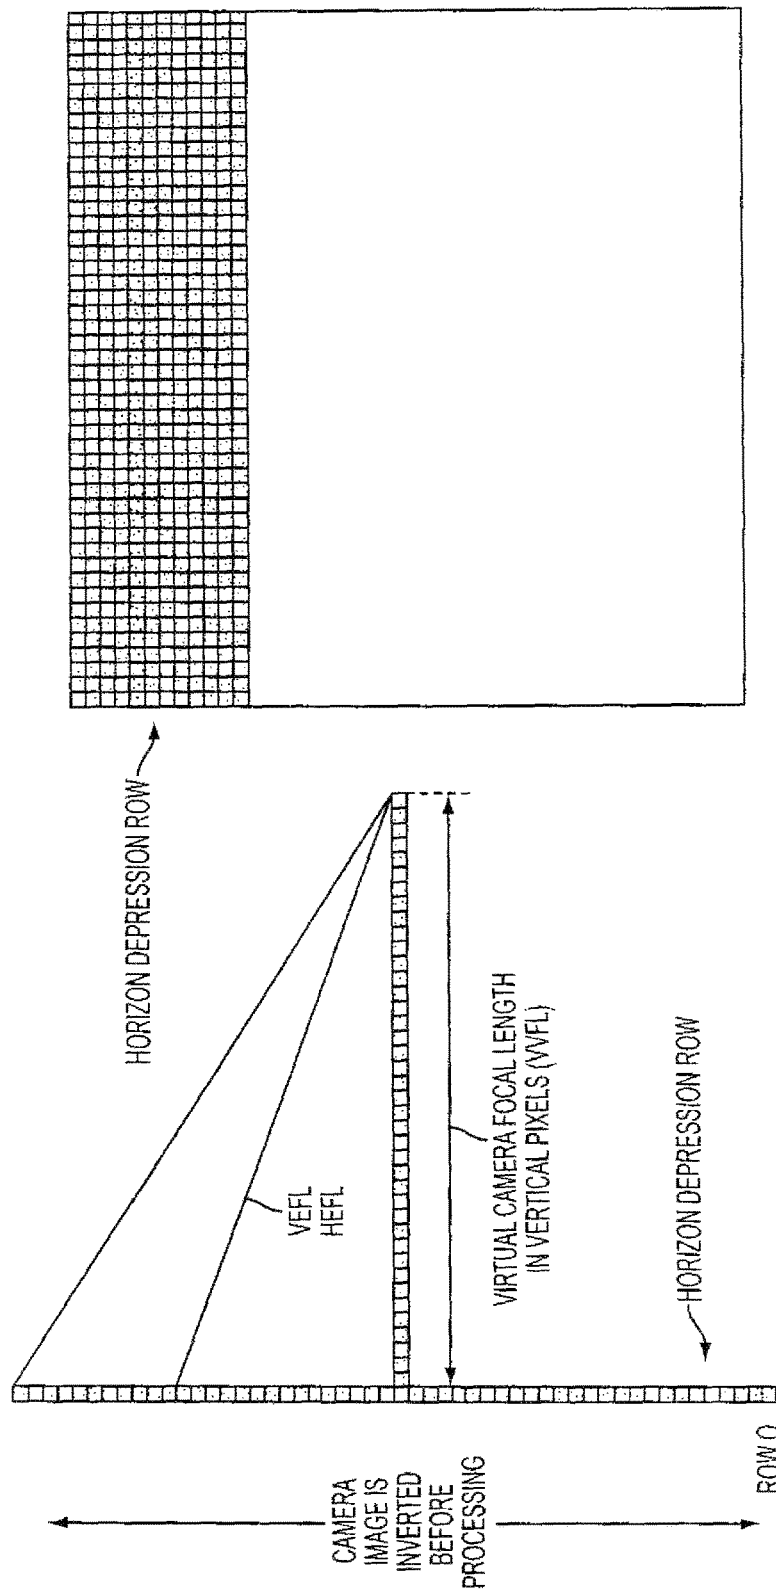 CAMERA
IMAGE IS
INVERTED
BEFORE
PROCESSING
ROW 0
VEFL
HEFL
VIRTUAL CAMERA FOCAL LENGTH
IN VERTICAL PIXELS (VVFL)
HORIZON DEPRESSION ROW
HORIZON DEPRESSION ROW